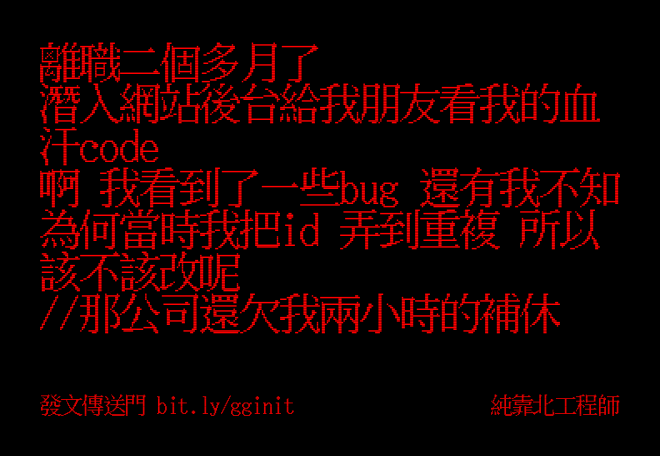 離職二個多月了
潛入網站後台給我朋友看我的血
汗code
啊 我看到了一些bug 還有我不知
為何當時我把id 弄到重複 所以
該不該改呢
//那公司還欠我兩小時的補休
發文傳送門 bit.ly/gginit
純靠北工程師